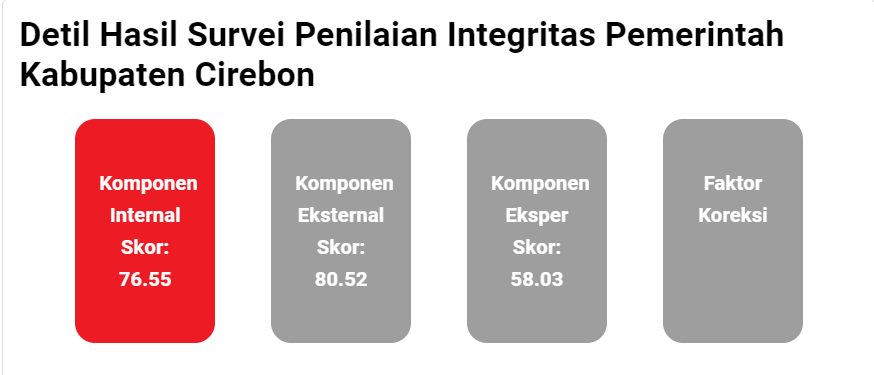 Detil Hasil Survei Penilaian Integritas Pemerintah
Kabupaten Cirebon
Komponen
Internal
Skor:
76.55
Komponen
Eksternal
Skor:
80.52
Komponen
Eksper
Skor:
58.03
Faktor
Koreksi